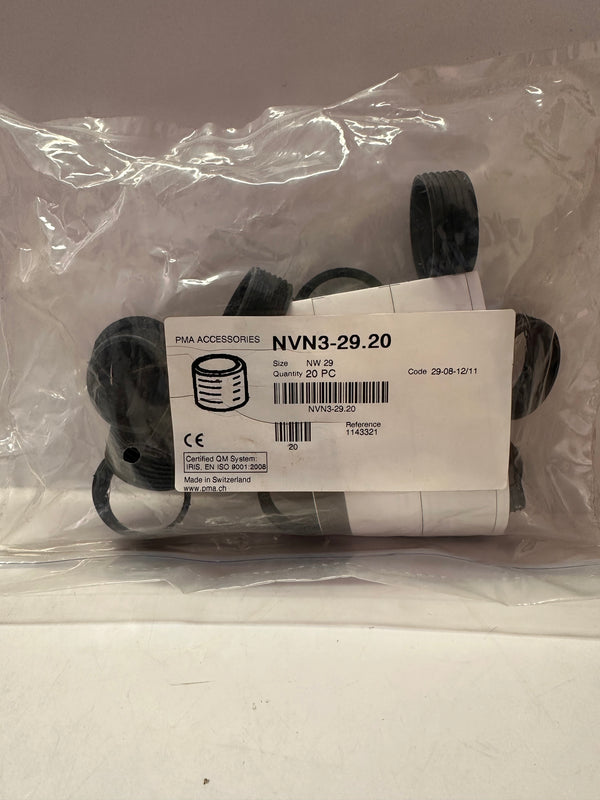 PMA ACCESSORIES NVN3-29.20
Size NW 29
Quantity 20 PC Code 29-08-12/11
NVN3-29.20
Reference
1143321
20
CE
Certified QM System:
IRIS, EN ISO 9001:2008
Made in Switzerland
www.pma.ch